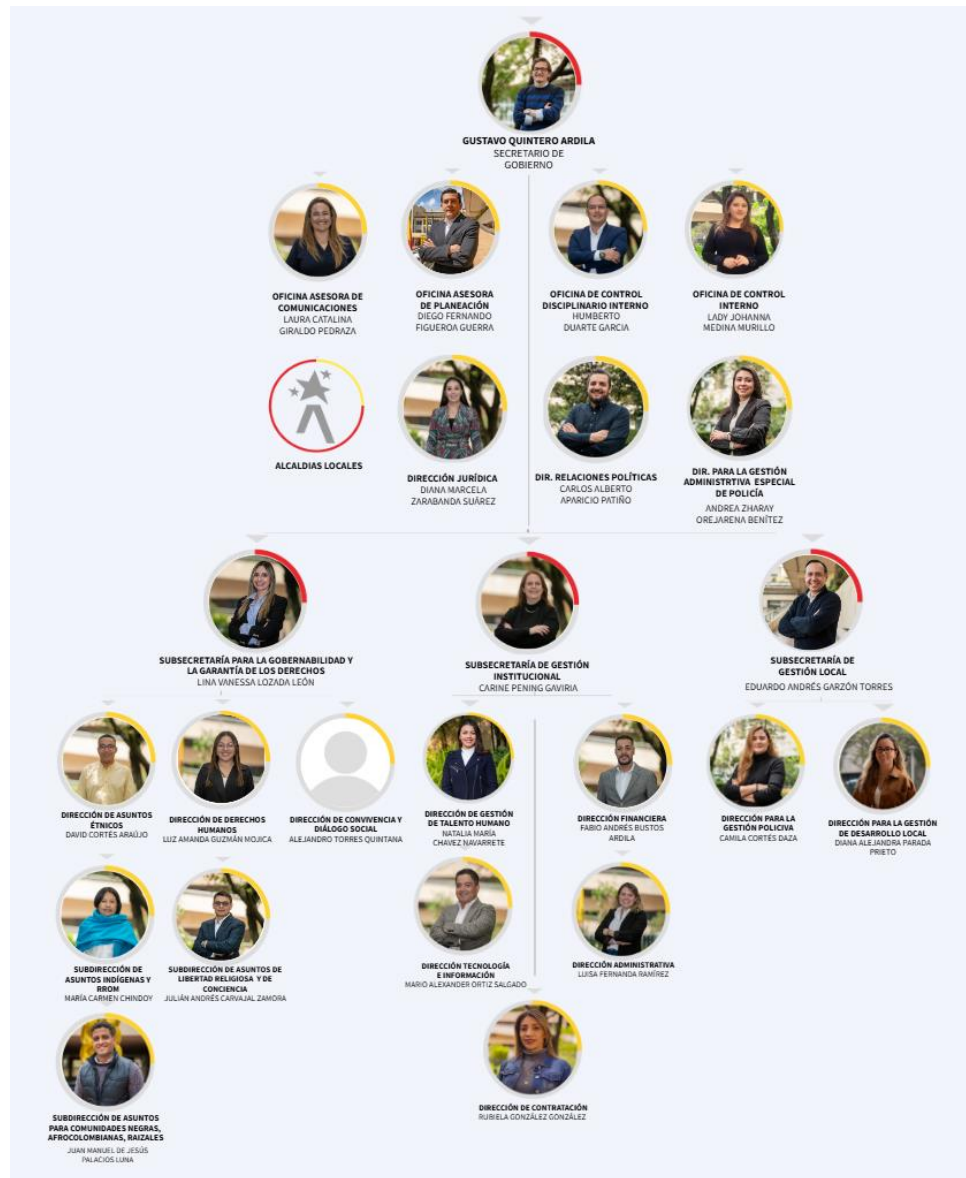 GUSTAVO QUINTERO ARDILA
SECRETARIO DE
GOBIERNO
OFICINA ASESORA DE
COMUNICACIONES
LAURA CATALINA
GIRALDO PEDRAZA
OFICINA ASESORA
DE PLANEACIÓN
DIEGO FERNANDO
FIGUEROA GUERRA
OFICINA DE CONTROL
DISCIPLINARIO INTERNO
HUMBERTO
DUARTE GARCIA
OFICINA DE CONTROL
INTERNO
LADY JOHANNA
MEDINA MURILLO
ALCALDIAS LOCALES
DIRECCIÓN JURÍDICA
DIANA MARCELA
ZARABANDA SUÁREZ
DIR. RELACIONES POLÍTICAS
CARLOS ALBERTO
APARICIO PATIÑO
DIR. PARA LA GESTIÓN
ADMINISTRTIVA ESPECIAL
DE POLICÍA
ANDREA ZHARAY
OREJARENA BENÍTEZ
SUBSECRETARÍA PARA LA GOBERNABILIDAD Y
LA GARANTÍA DE LOS DERECHOS
LINA VANESSA LOZADA LEÓN
SUBSECRETARÍA DE GESTIÓN
INSTITUCIONAL
CARINE PENING GAVIRIA
SUBSECRETARÍA DE
GESTIÓN LOCAL
EDUARDO ANDRÉS GARZÓN TORRES
DIRECCIÓN DE ASUNTOS
ÉTNICOS
DAVID CORTÉS ARAÚJO
DIRECCIÓN DE DERECHOS
HUMANOS
LUZ AMANDA GUZMÁN MOJICA
DIRECCIÓN DE CONVIVENCIA Y
DIÁLOGO SOCIAL
ALEJANDRO TORRES QUINTANA
DIRECCIÓN DE GESTIÓN
DE TALENTO HUMANO
NATALIA MARÍA
CHAVEZ NAVARRETE
DIRECCIÓN FINANCIERA
FABIO ANDRÉS BUSTOS
ARDILA
DIRECCIÓN PARA LA
GESTIÓN POLICIVA
CAMILA CORTÉS DAZA
DIRECCIÓN PARA LA GESTIÓN
DE DESARROLLO LOCAL
DIANA ALEJANDRA PARADA
PRIETO
SUBDIRECCIÓN DE
ASUNTOS INDÍGENAS Y
RROM
MARÍA CARMEN CHINDOY
SUBDIRECCIÓN DE ASUNTOS DE
LIBERTAD RELIGIOSA Y DE
CONCIENCIA
JULIÁN ANDRÉS CARVAJAL ZAMORA
DIRECCIÓN TECNOLOGÍA
E INFORMACIÓN
MARIO ALEXANDER ORTIZ SALGADO
DIRECCIÓN ADMINISTRATIVA
LUISA FERNANDA RAMÍREZ
DIRECCIÓN DE CONTRATACIÓN
RUBIELA GONZÁLEZ GONZÁLEZ
SUBDIRECCIÓN DE ASUNTOS
PARA COMUNIDADES NEGRAS,
AFROCOLOMBIANAS, RAIZALES
JUAN MANUEL DE JESÚS
PALACIOS LUNA